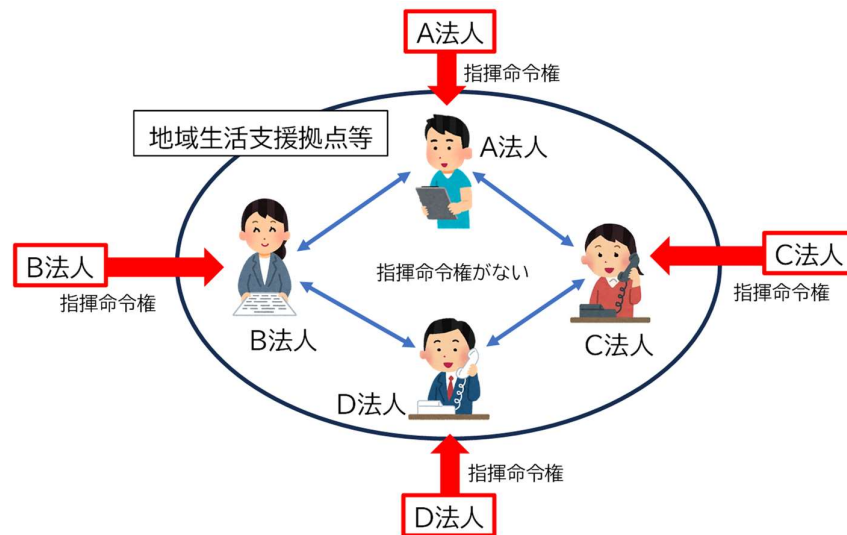 A法人
指揮命令権
地域生活支援拠点等
A法人
B法人
指揮命令権
指揮命令権がない
C法人
指揮命令権
B法人
C法人
D法人
指揮命令権
D法人